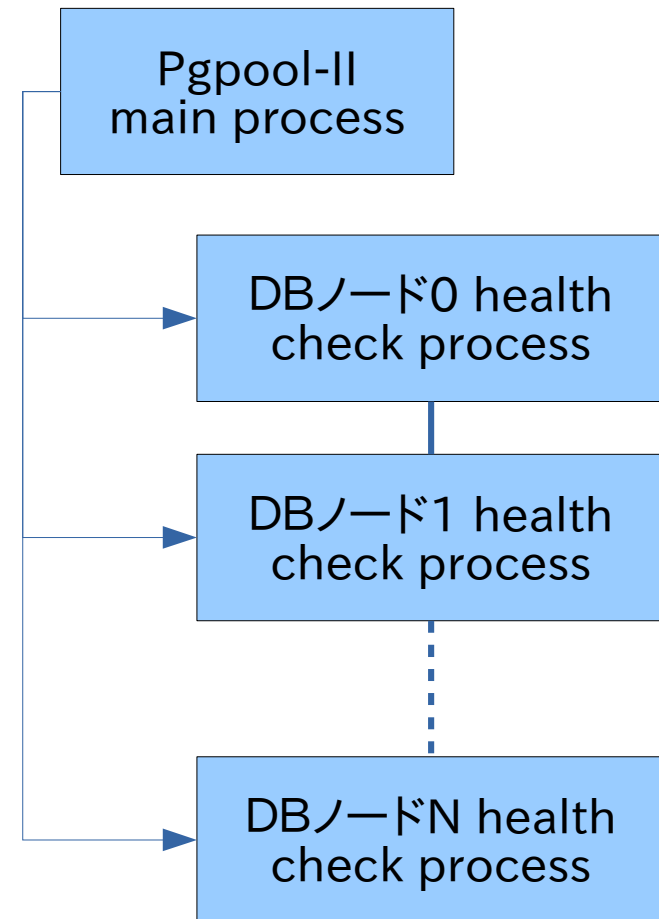 Pgpool-II
main process
DBノード0 health
check process
DBノード1 health
check process
DBノードN health
check process